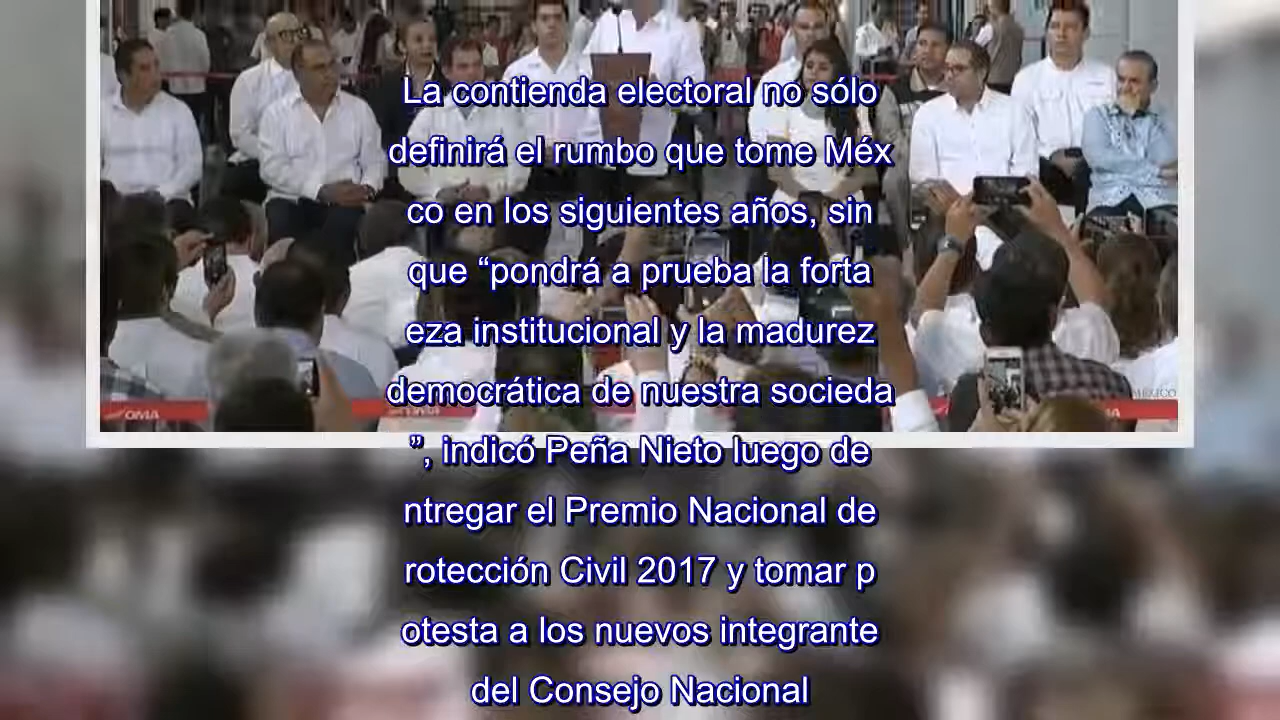 La contienda electoral no sólo
definirá el rumbo que tome Méx
co en los siguientes años, sin
que “pondrá a prueba la forta
eza institucional y la madurez
democrática de nuestra socieda
”, indicó Peña Nieto luego de
ntregar el Premio Nacional de
rotección Civil 2017 y tomar p
otesta a los nuevos integrante
del Consejo Nacional
OMA
OMA